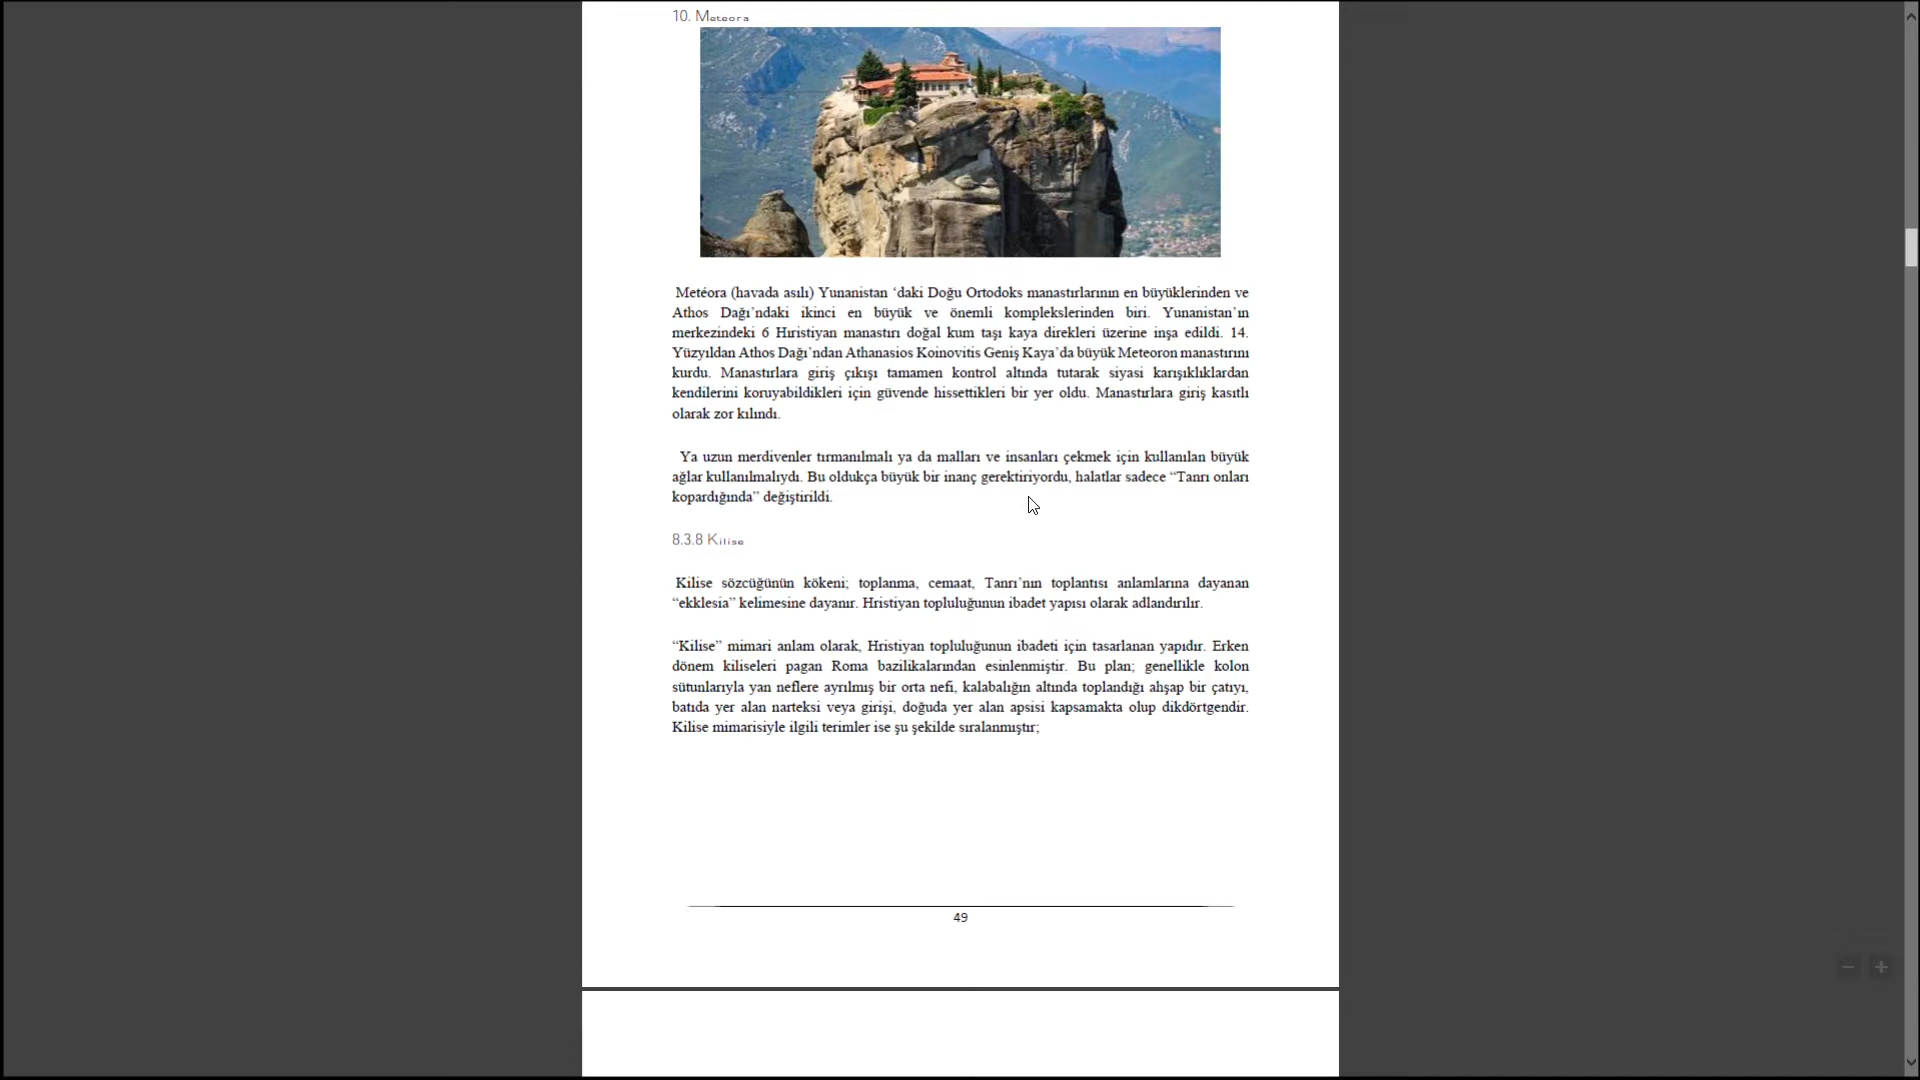 10. Meteora
Metéora (havada asılı) Yunanistan ‘daki Doğu Ortodoks manastırlarının en büyüklerinden ve
Athos Dağı’ndaki ikinci en büyük ve önemli komplekslerinden biri. Yunanistan’ın
merkezindeki 6 Hıristiyan manastırı doğal kum taşı kaya direkleri üzerine inşa edildi. 14.
Yüzyıldan Athos Dağı’ndan Athanasios Koinovitis Geniş Kaya’da büyük Meteoron manastırını
kurdu. Manastırlara giriş çıkışı tamamen kontrol altında tutarak siyasi karışıklıklardan
kendilerini koruyabildikleri için güvende hissettikleri bir yer oldu. Manastırlara giriş kasıtlı
olarak zor kılındı.
Ya uzun merdivenler tırmanılmalı ya da malları ve insanları çekmek için kullanılan büyük
ağlar kullanılmalıydı. Bu oldukça büyük bir inanç gerektiriyordu, halatlar sadece “Tanrı onları
kopardığında” değiştirildi.
8.3.8 Kilise
Kilise sözcüğünün kökeni; toplanma, cemaat, Tanrı’nın toplantısı anlamlarına dayanan
“ekklesia” kelimesine dayanır. Hristiyan topluluğunun ibadet yapısı olarak adlandırılır.
“Kilise” mimari anlam olarak, Hristiyan topluluğunun ibadeti için tasarlanan yapıdır. Erken
dönem kiliseleri pagan Roma bazilikalarından esinlenmiştir. Bu plan; genellikle kolon
sütunlarıyla yan neflere ayrılmış bir orta nefi, kalabalığın altında toplandığı ahşap bir çatıyı,
batıda yer alan narteksi veya girişi, doğuda yer alan apsisi kapsamakta olup dikdörtgendir.
Kilise mimarisiyle ilgili terimler ise şu şekilde sıralanmıştır;
49